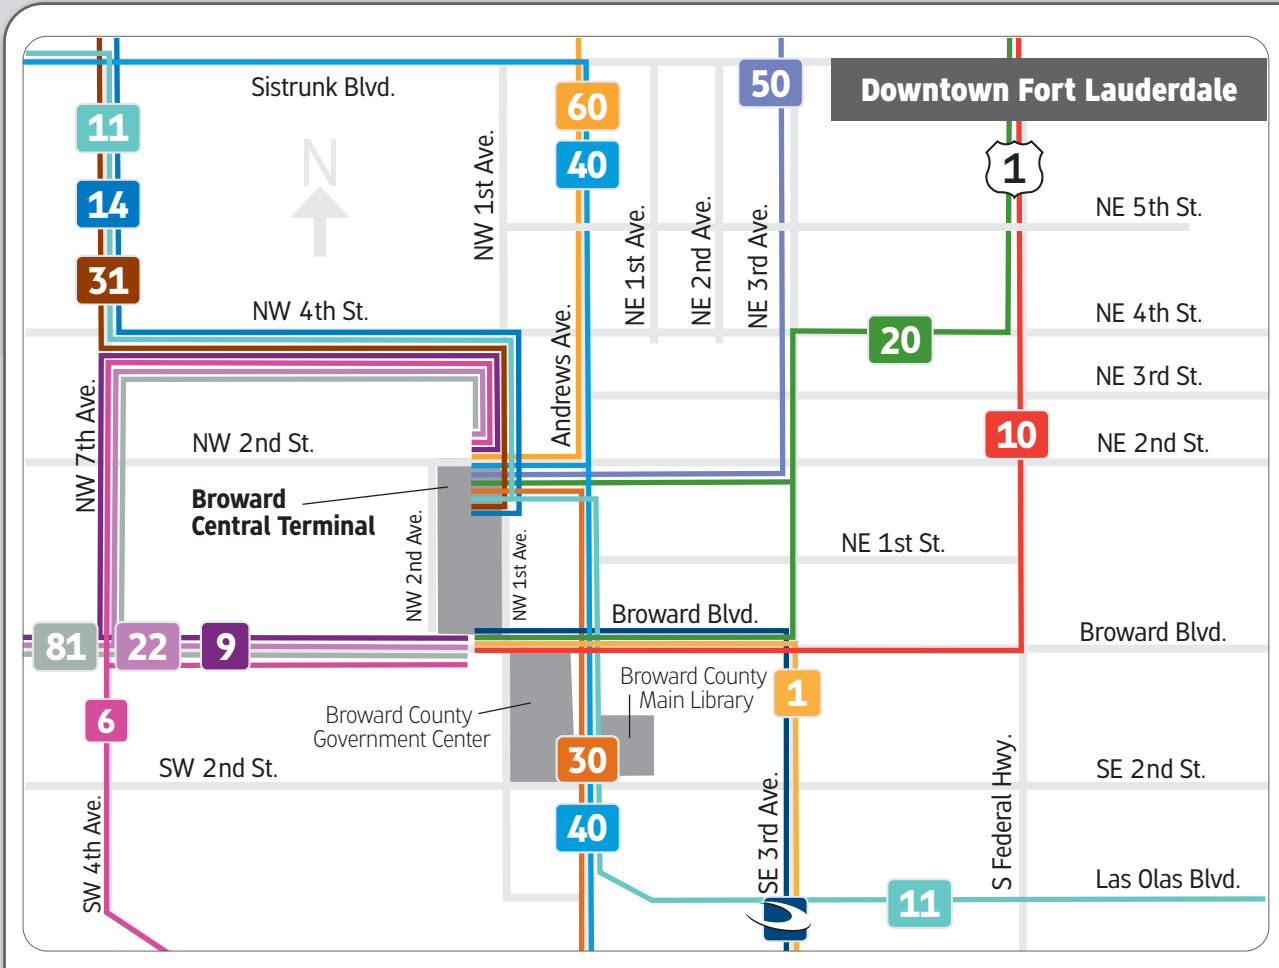 Downtown Fort Lauderdale
Sistrunk Blvd.
60
50
11
40
1
N
NW 1st Ave.
14
NE 1st Ave.
NE 2nd Ave.
NE 3rd Ave.
NE 5th St.
31
NW 4th St.
Andrews Ave.
NE 4th St.
20
NE 3rd St.
NW 7th Ave.
NW 2nd St.
10
NE 2nd St.
Broward
Central Terminal
NW 2nd Ave.
NW 1st Ave.
NE 1st St.
Broward Blvd.
Broward Blvd.
81
22
9
Broward County
Main Library
1
6
Broward County
Government Center
30
SW 2nd St.
SE 2nd St.
S Federal Hwy.
40
SW 4th Ave.
SE 3rd Ave.
Las Olas Blvd.
11